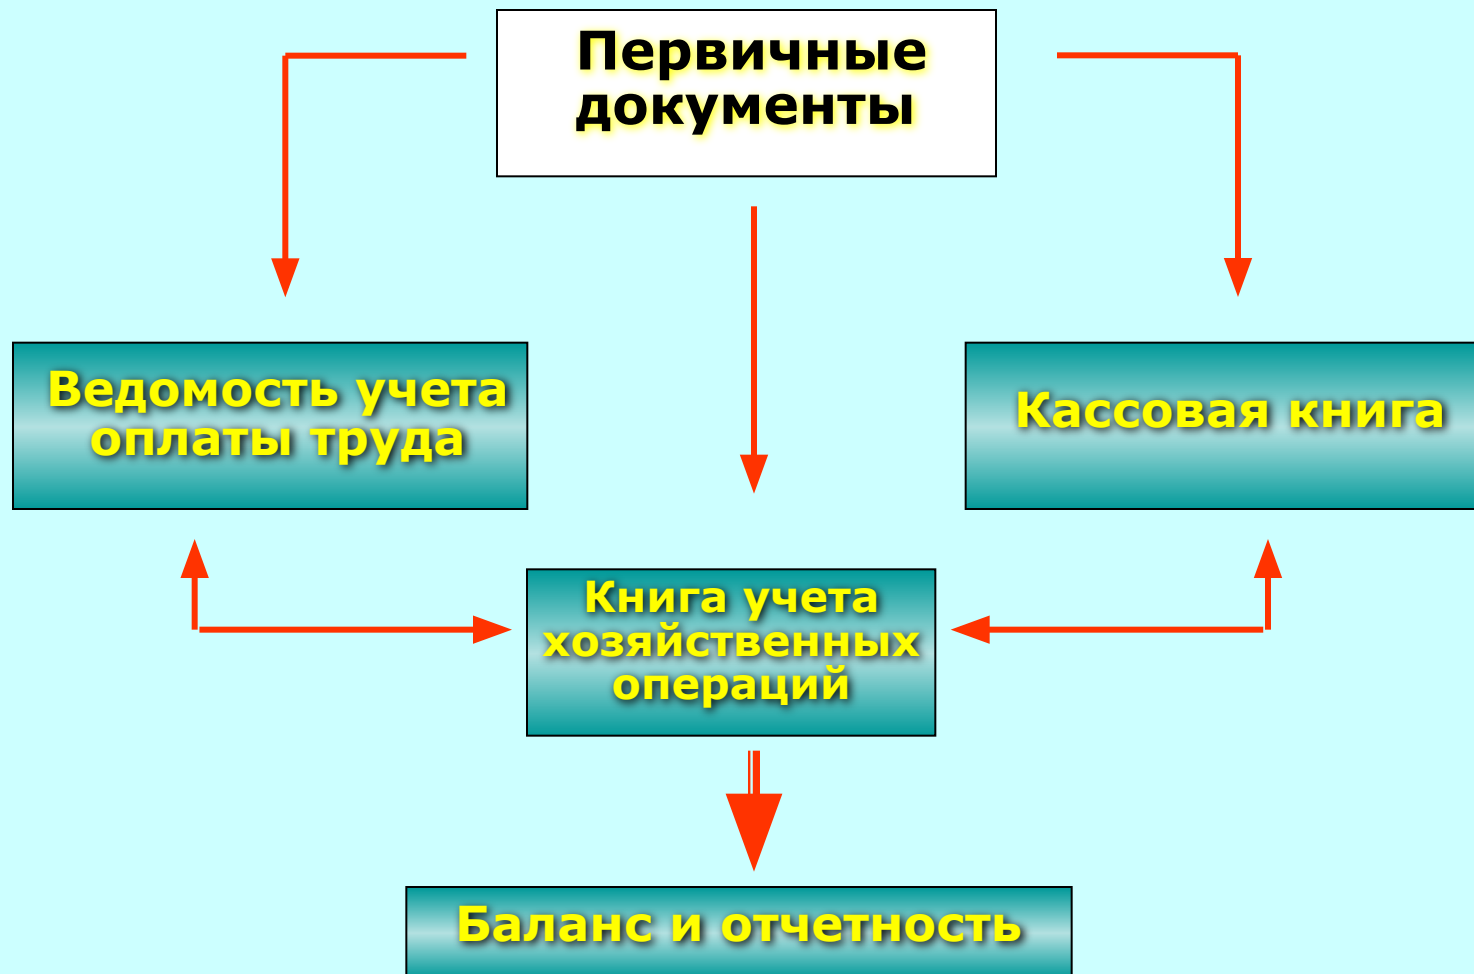 Первичные
документы
Ведомость учета
оплаты труда
Кассовая книга
Книга учета
хозяйственных
операций
Баланс и отчетность